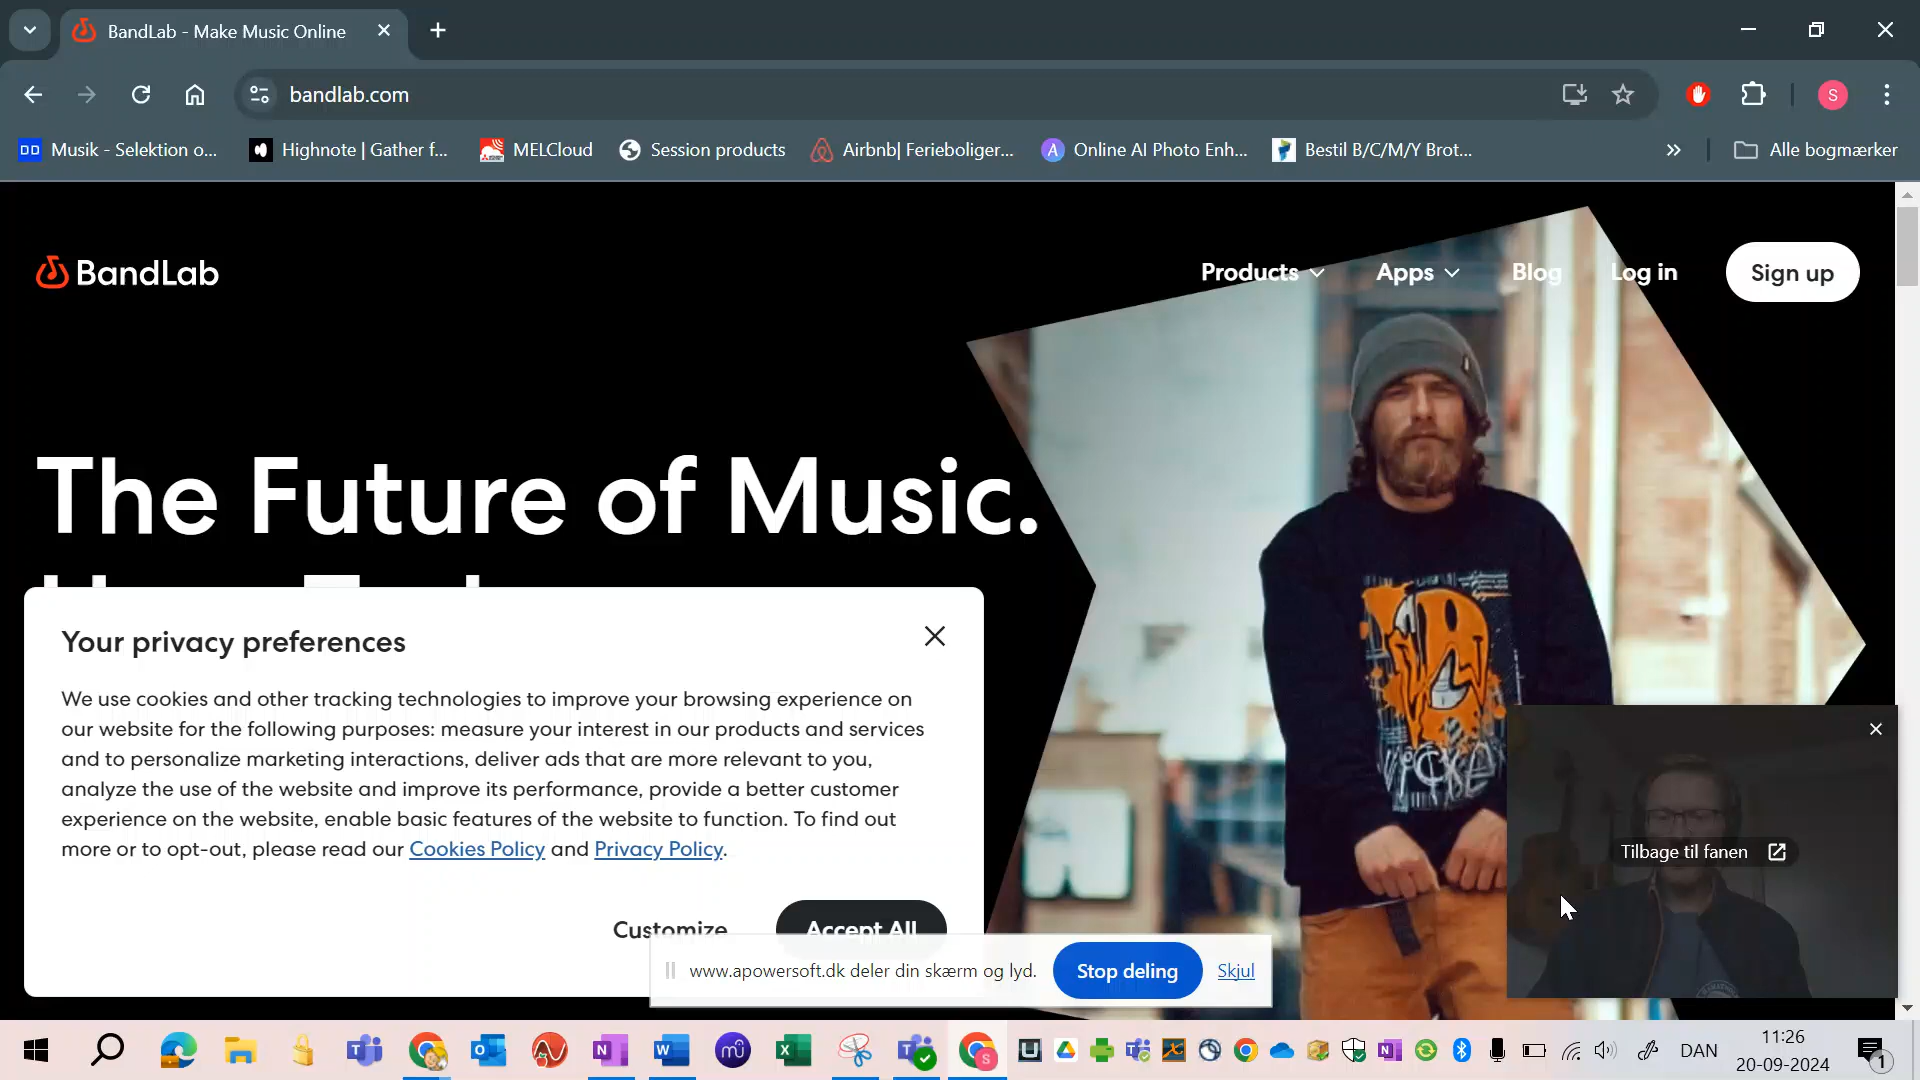 BandLab - Make Music Online
bandlab.com
S
Musik - Selektion o...
Highnote | Gather f...
MELCloud
Session products
Airbnb| Ferieboliger...
Online AI Photo Enh...
Bestil B/C/M/Y Brot...
Alle bogmærker
BandLab
Products
Apps
Blog
Log in
Sign up
The Future of Music.
Your privacy preferences
We use cookies and other tracking technologies to improve your browsing experience on
our website for the following purposes: measure your interest in our products and services
and to personalize marketing interactions, deliver ads that are more relevant to you,
analyze the use of the website and improve its performance, provide a better customer
experience on the website, enable basic features of the website to function. To find out
more or to opt-out, please read our Cookies Policy and Privacy Policy.
Customize
Accept All
Tilbage til fanen
www.apowersoft.dk deler din skærm og lyd.
Stop deling
Skjul
DAN
11:26
20-09-2024
1